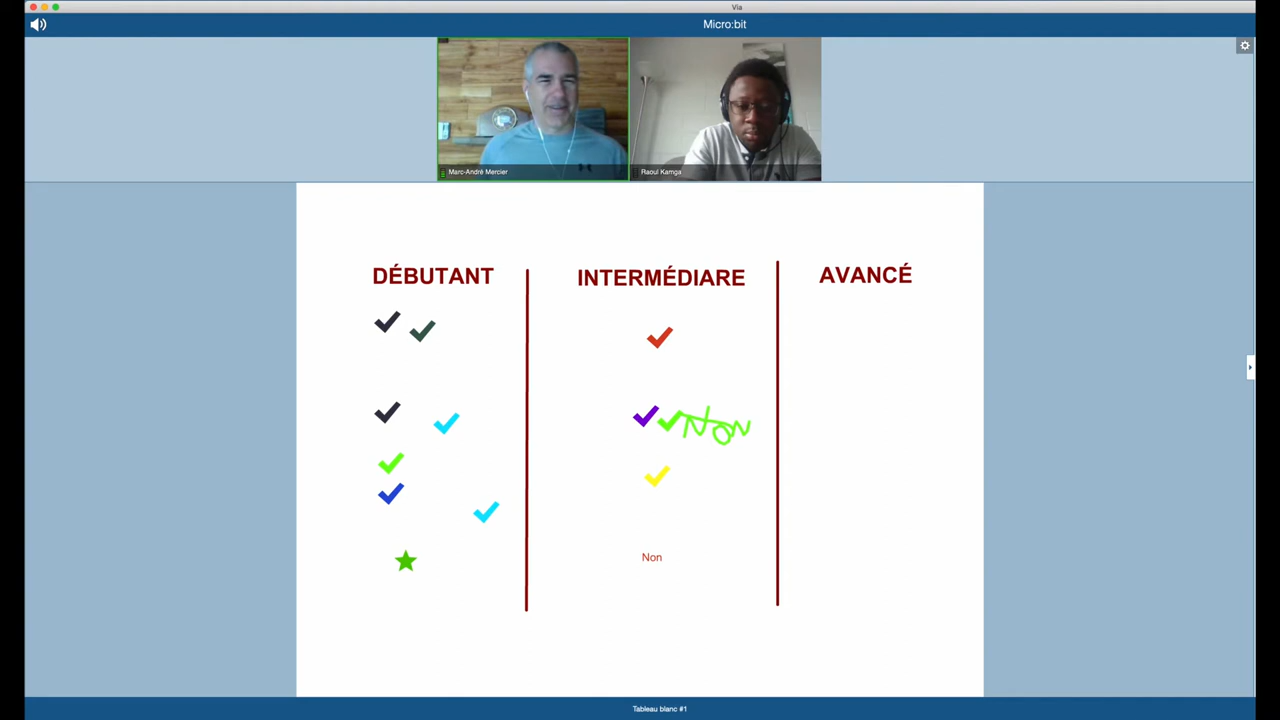 Via
Micro:bit
Marc-André Mercier
Raoul Kamga
DÉBUTANT
INTERMÉDIARE
AVANCÉ
Non
Non
Tableau blanc #1